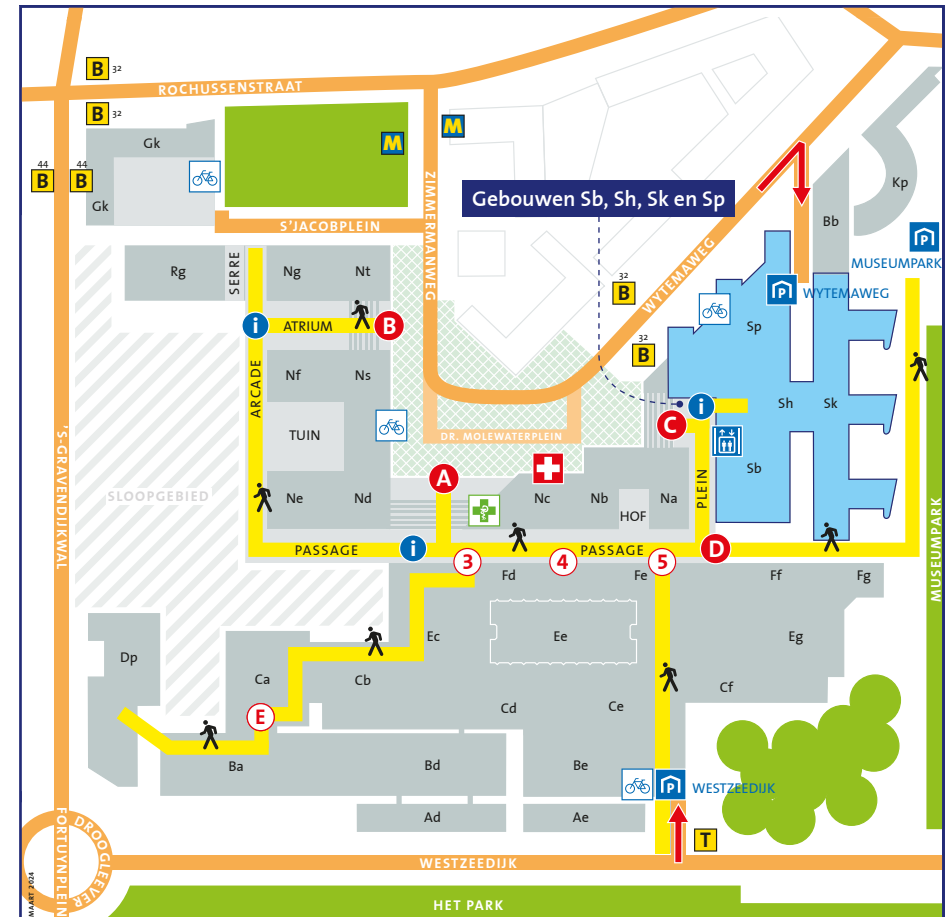 B 32
ROCHUSSENSTRAAT
B 32
Gk
M
M
44
B
44
B
Gk
ZIMMERMANWEG
Gebouwen Sb, Sh, Sk en Sp
Kp
S'JACOBPLEIN
Bb
P
MUSEUMPARK
Rg
SERRE
Ng
Nt
32
B
WYTEMAWEG
P
WYTEMAWEG
i
ATRIUM
B
Sp
32
B
ARCADE
Nf
Ns
i
Sh
Sk
TUIN
C
DR. MOLEWATERPLEIN
'S-GRAVENDIJKWAL
SLOOPGEBIED
A
Sb
PLEIN
Ne
Nd
Nc
Nb
Na
HOF
PASSAGE
i
PASSAGE
D
3
4
5
MUSEUMPARK
Fd
Fe
Ff
Fg
Ec
Ee
Eg
Dp
Ca
Cb
Cf
Cd
Ce
E
Ba
Bd
Be
P
WESTZEEDIJK
Ad
Ae
T
DROOGLEEVER
FORTUYNPLEIN
WESTZEEDIJK
MAART 2024
HET PARK